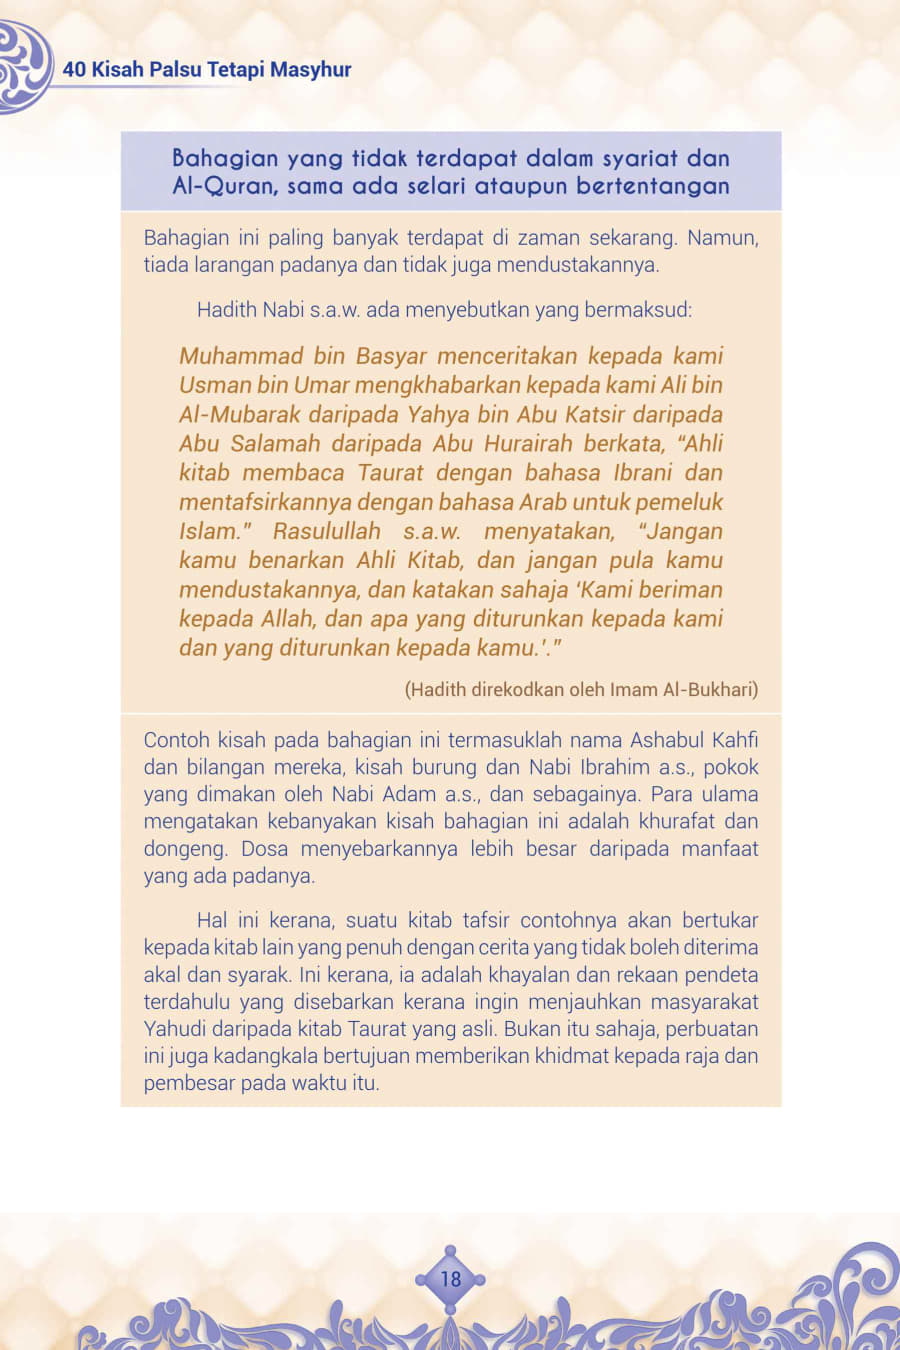 40 Kisah Palsu Tetapi Masyhur
Bahagian yang tidak terdapat dalam syariat dan
Al-Quran, sama ada selari ataupun bertentangan
Bahagian ini paling banyak terdapat di zaman sekarang. Namun,
tiada larangan padanya dan tidak juga mendustakannya.
Hadith Nabi s.a.w. ada menyebutkan yang bermaksud:
Muhammad bin Basyar menceritakan kepada kami
Usman bin Umar mengkhabarkan kepada kami Ali bin
Al-Mubarak daripada Yahya bin Abu Katsir daripada
Abu Salamah daripada Abu Hurairah berkata, “Ahli
kitab membaca Taurat dengan bahasa Ibrani dan
mentafsirkannya dengan bahasa Arab untuk pemeluk
Islam.” Rasulullah s.a.w. menyatakan, “Jangan
kamu benarkan Ahli Kitab, dan jangan pula kamu
mendustakannya, dan katakan sahaja ‘Kami beriman
kepada Allah, dan apa yang diturunkan kepada kami
dan yang diturunkan kepada kamu.’.”
(Hadith direkodkan oleh Imam Al-Bukhari)
Contoh kisah pada bahagian ini termasuklah nama Ashabul Kahfi
dan bilangan mereka, kisah burung dan Nabi Ibrahim a.s., pokok
yang dimakan oleh Nabi Adam a.s., dan sebagainya. Para ulama
mengatakan kebanyakan kisah bahagian ini adalah khurafat dan
dongeng. Dosa menyebarkannya lebih besar daripada manfaat
yang ada padanya.
Hal ini kerana, suatu kitab tafsir contohnya akan bertukar
kepada kitab lain yang penuh dengan cerita yang tidak boleh diterima
akal dan syarak. Ini kerana, ia adalah khayalan dan rekaan pendeta
terdahulu yang disebarkan kerana ingin menjauhkan masyarakat
Yahudi daripada kitab Taurat yang asli. Bukan itu sahaja, perbuatan
ini juga kadangkala bertujuan memberikan khidmat kepada raja dan
pembesar pada waktu itu.
18